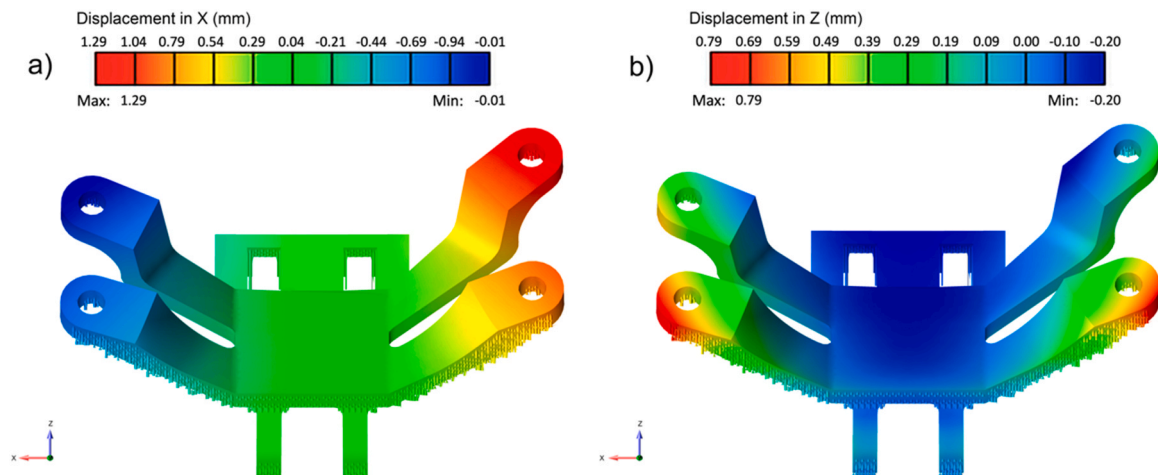 Displacement in X (mm)
1.29 1.04 0.79 0.54 0.29 0.04 -0.21 -0.44 -0.69 -0.94 -0.01
a)
Max: 1.29 Min: -0.01
z
x
Displacement in Z (mm)
0.79 0.69 0.59 0.49 0.39 0.29 0.19 0.09 0.00 -0.10 -0.20
b)
Max: 0.79 Min: -0.20
z
x